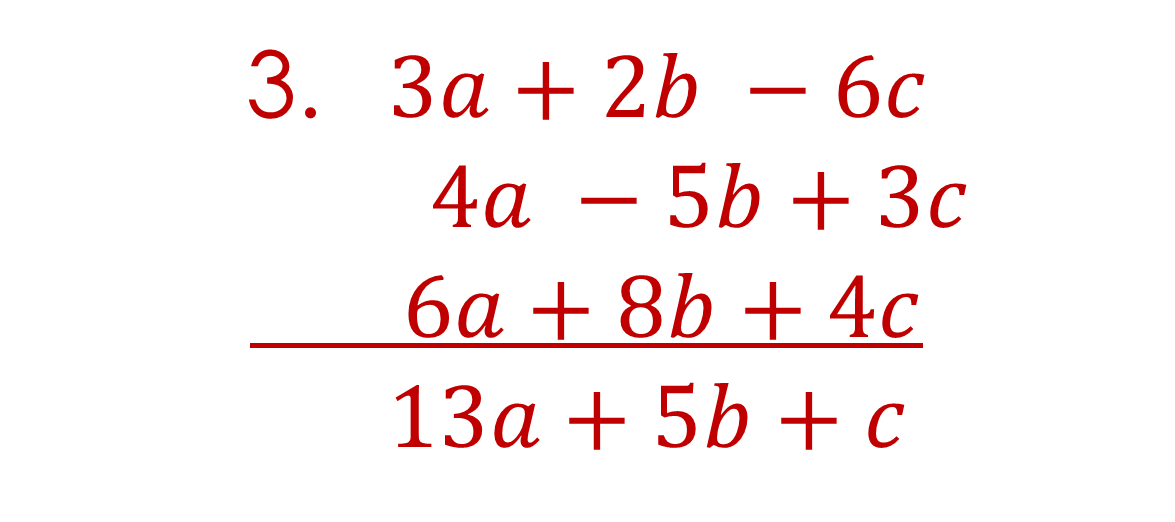 3. 3a + 2b − 6c
4a − 5b + 3c
6a + 8b + 4c
13a + 5b + c